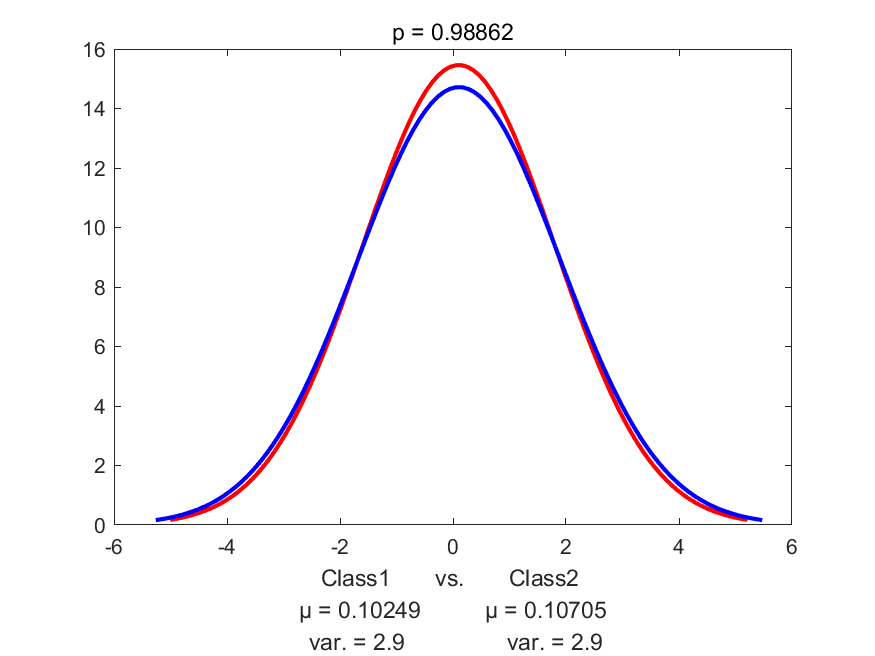 p = 0.98862
16
14
12
10
8
6
4
2
0
-6 -4 -2 0 2 4 6
Class1 vs. Class2
μ = 0.10249 μ = 0.10705
var. = 2.9 var. = 2.9